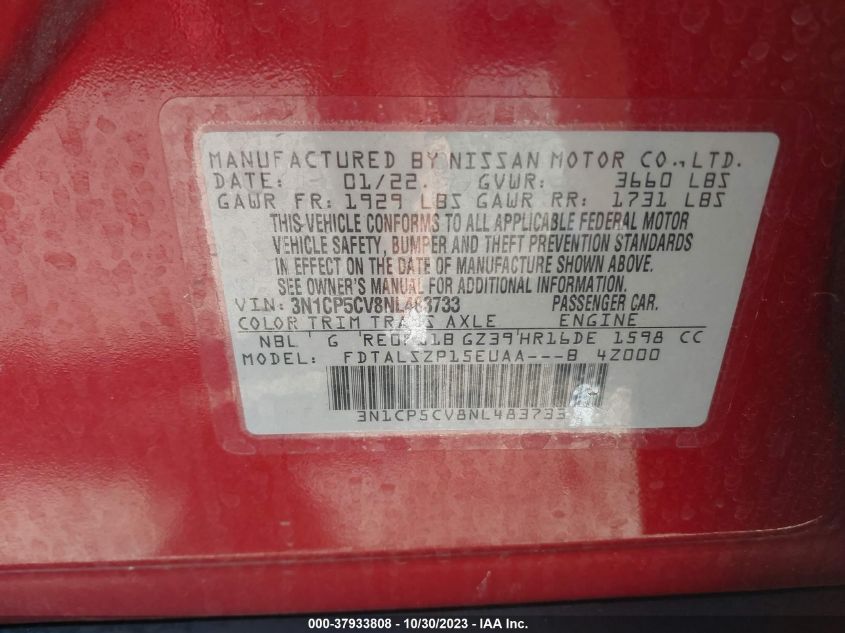 MANUFACTURED BY NISSAN MOTOR CO., LTD.
DATE: 01/22. GVWR: 3660 LBS
GAWR FR: 1929 LBS GAWR RR: 1731 LBS
THIS VEHICLE CONFORMS TO ALL APPLICABLE FEDERAL MOTOR
VEHICLE SAFETY, BUMPER AND THEFT PREVENTION STANDARDS
IN EFFECT ON THE DATE OF MANUFACTURE SHOWN ABOVE.
SEE OWNER'S MANUAL FOR ADDITIONAL INFORMATION.
VIN: 3N1CP5CV8NL483733 PASSENGER CAR.
COLOR TRIM TRANS AXLE ENGINE
NBL G GZ39 HR16DE 1598 CC
MODEL: FDTALSZP15EUAA---B 4Z000
3N1CP5CV8NL483733
000-37933808 - 10/30/2023 - IAA Inc.